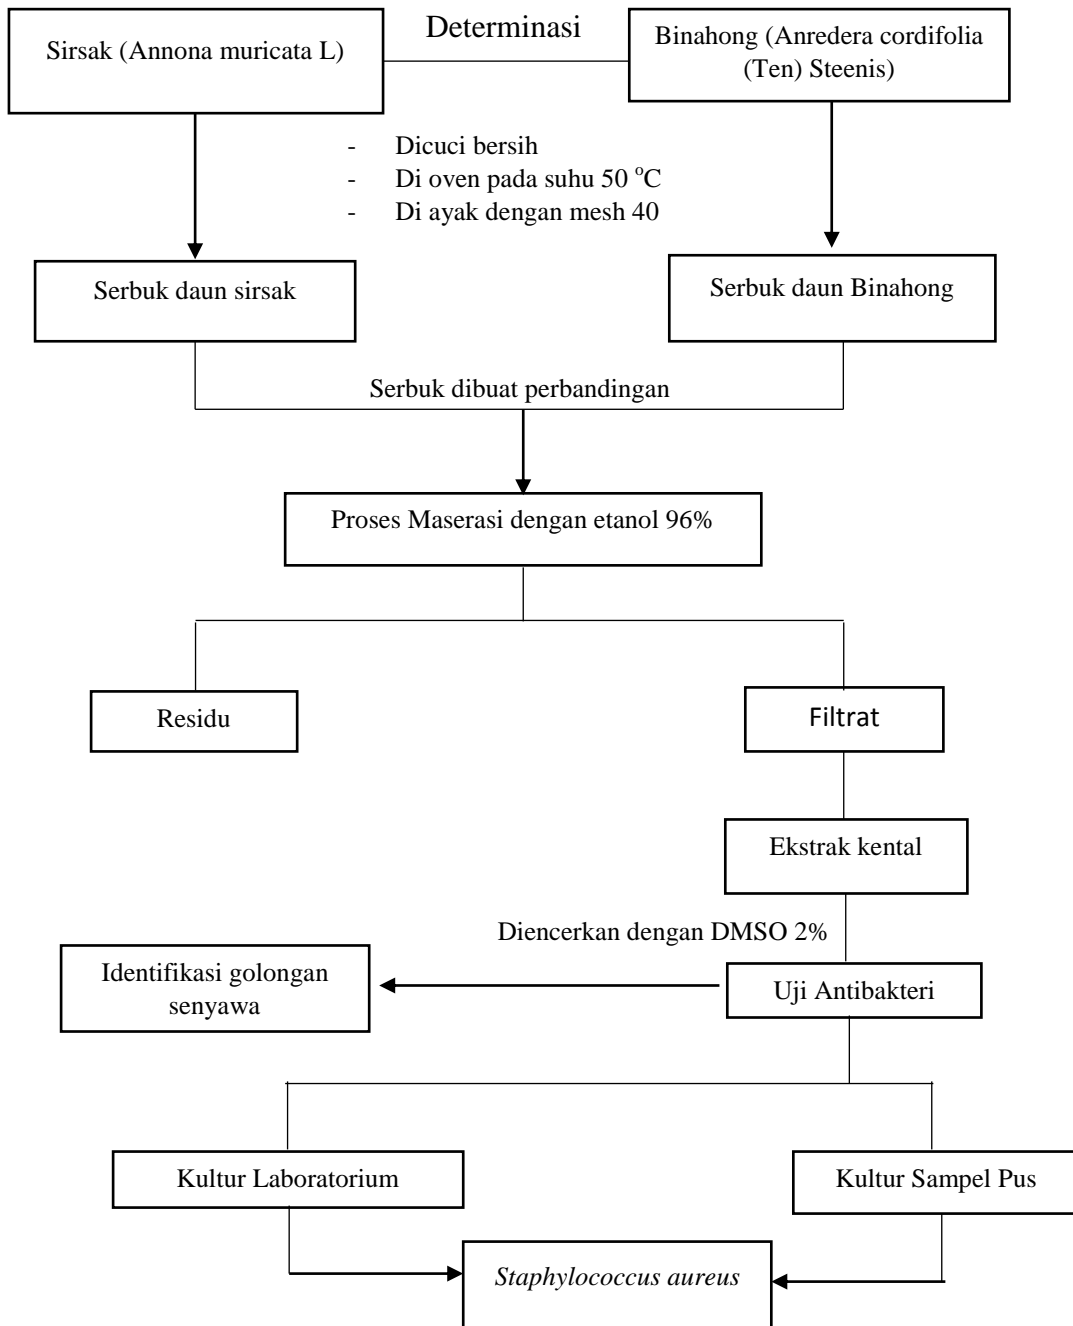 Determinasi
Sirsak (Annona muricata L)
Binahong (Anredera cordifolia
(Ten) Steenis)
- Dicuci bersih
- Di oven pada suhu 50 °C
- Di ayak dengan mesh 40
Serbuk daun sirsak
Serbuk daun Binahong
Serbuk dibuat perbandingan
Proses Maserasi dengan etanol 96%
Residu
Filtrat
Ekstrak kental
Diencerkan dengan DMSO 2%
Identifikasi golongan
senyawa
Uji Antibakteri
Kultur Laboratorium
Kultur Sampel Pus
Staphylococcus aureus